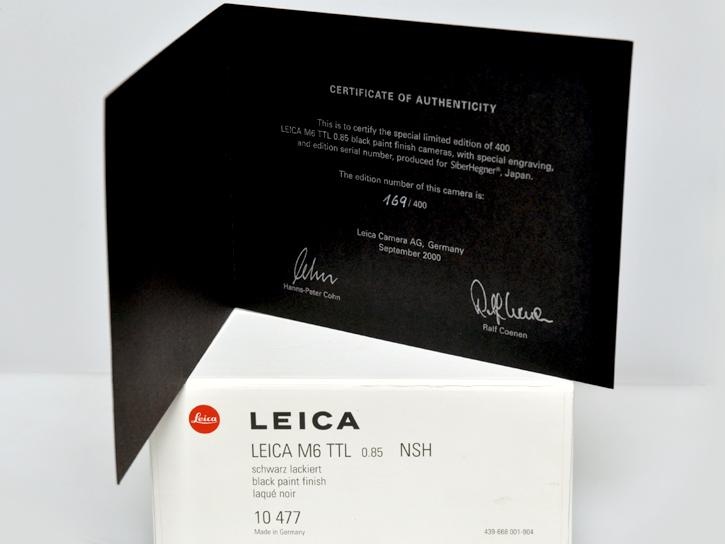 CERTIFICATE OF AUTHENTICITY
This is to certify the special limited edition of 400
LEICA M6 TTL 0.85 black paint finish cameras, with special engraving,
and edition serial number, produced for SiberHegner®, Japan.
The edition number of this camera is:
169/400
Leica Camera AG, Germany
September 2000
Hanns-Peter Cohn
Ralf Coenen
Leica
LEICA
LEICA M6 TTL 0.85 NSH
schwarz lackiert
black paint finish
laqué noir
10 477
Made in Germany
439-668 001-904